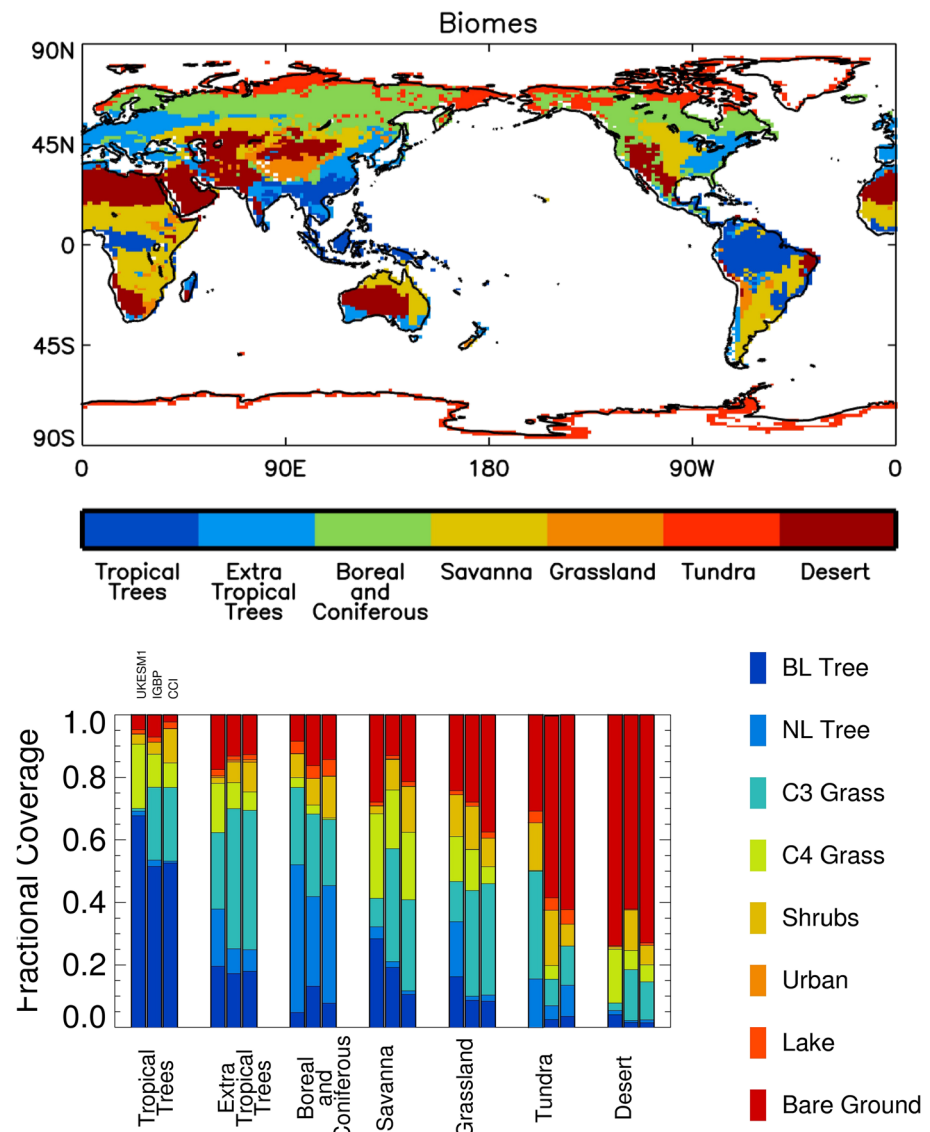 Biomes
90N
45N
0
45S
90S
0 90E 180 90W 0
Tropical Trees
Extra Tropical Trees
Boreal and Coniferous
Savanna
Grassland
Tundra
Desert
UKESM1
IGBP
CCI
Fractional Coverage
1.0
0.8
0.6
0.4
0.2
0.0
Tropical Trees
Extra Tropical Trees
Boreal and Coniferous
Savanna
Grassland
Tundra
Desert
BL Tree
NL Tree
C3 Grass
C4 Grass
Shrubs
Urban
Lake
Bare Ground